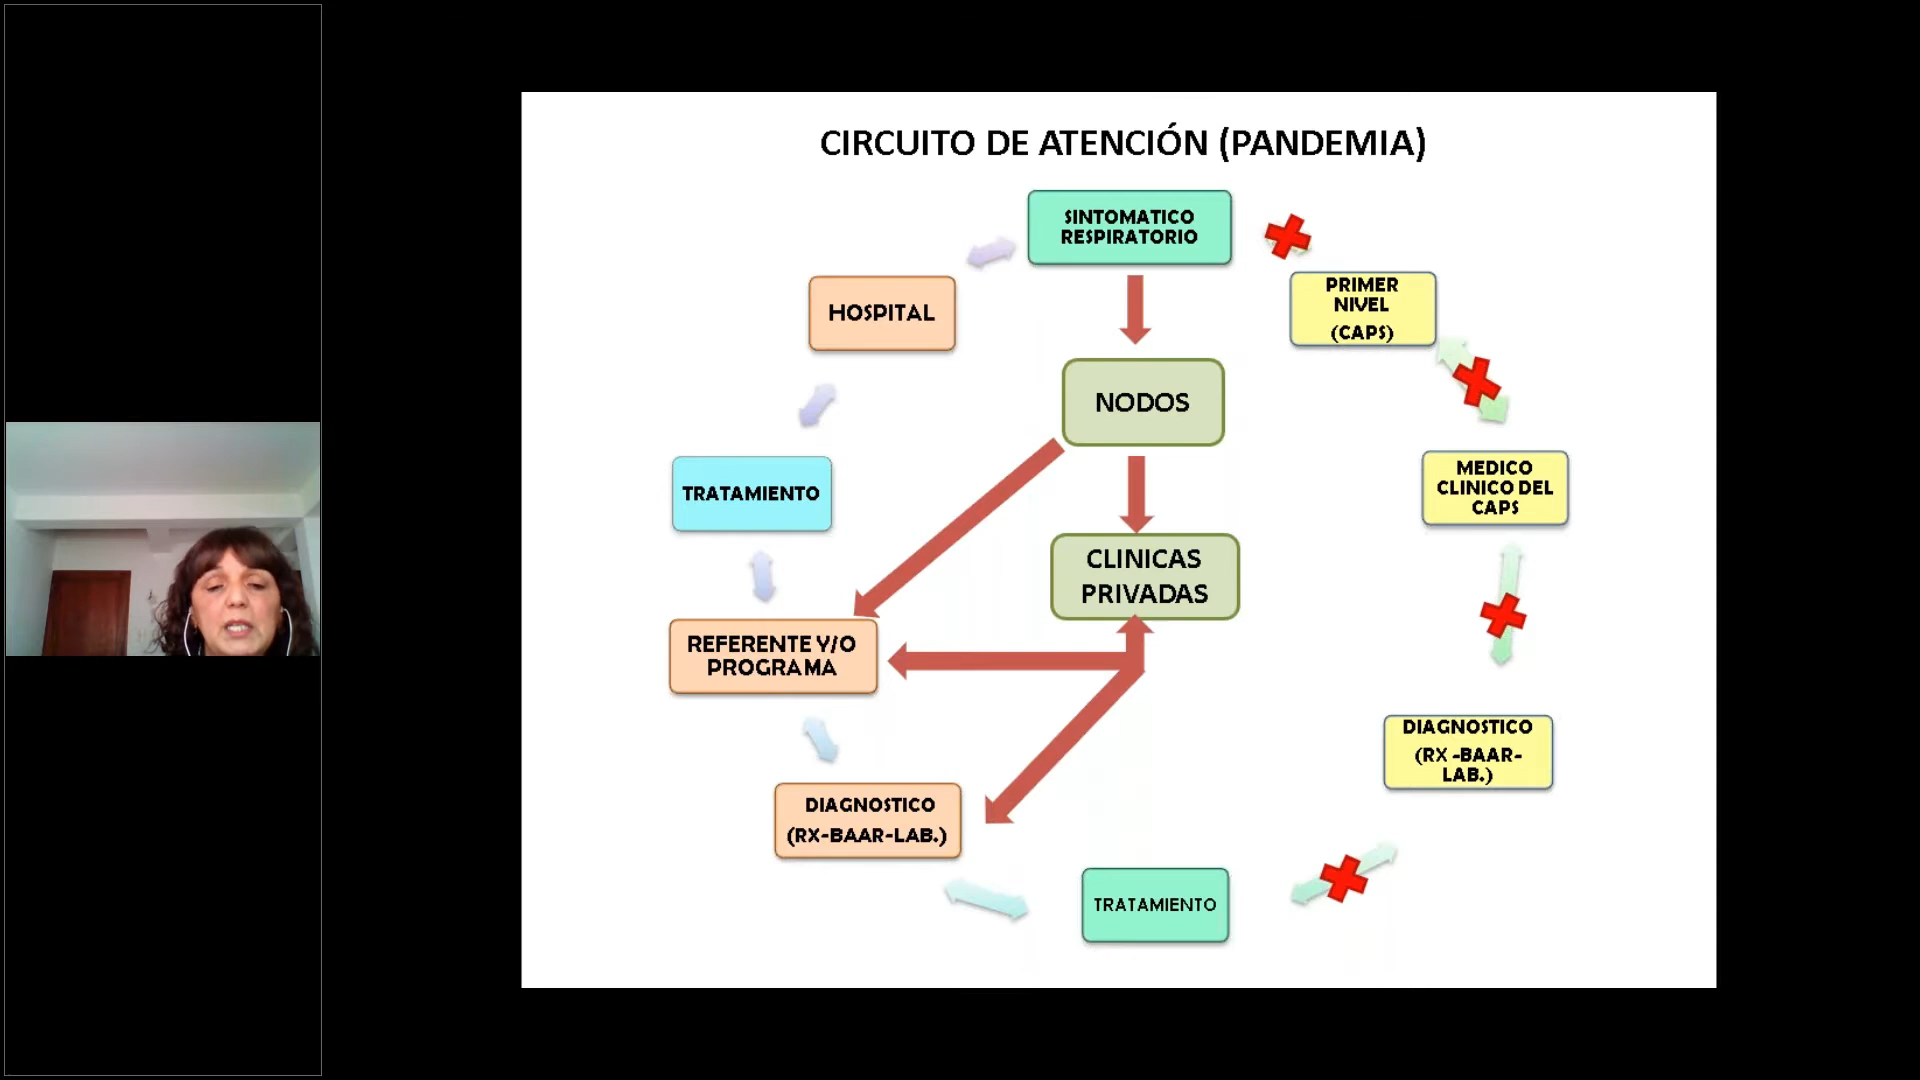 CIRCUITO DE ATENCIÓN (PANDEMIA)
SINTOMATICO
RESPIRATORIO
HOSPITAL
PRIMER
NIVEL
(CAPS)
NODOS
TRATAMIENTO
MEDICO
CLINICO DEL
CAPS
CLINICAS
PRIVADAS
REFERENTE Y/O
PROGRAMA
DIAGNOSTICO
(RX -BAAR-
LAB.)
DIAGNOSTICO
(RX-BAAR-LAB.)
TRATAMIENTO